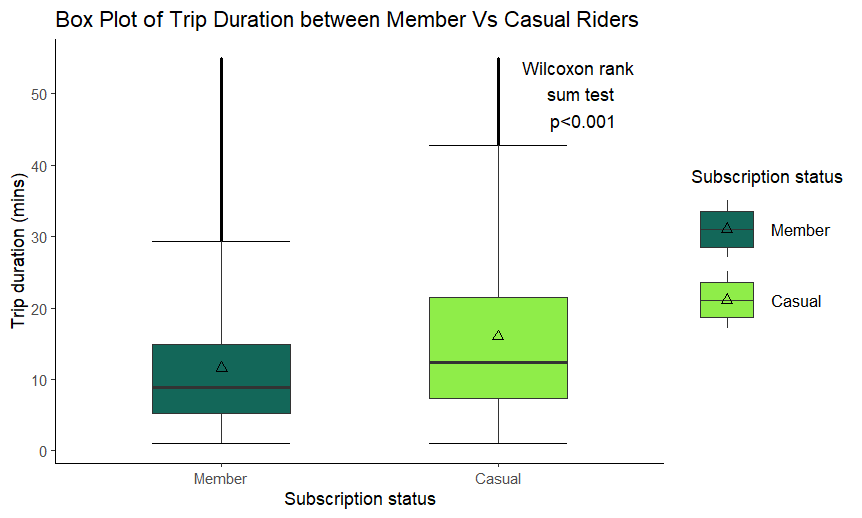 Box Plot of Trip Duration between Member Vs Casual Riders
Wilcoxon rank
sum test
p<0.001
50
40
30
20
10
0
Trip duration (mins)
Member
Casual
Subscription status
Subscription status
Member
Casual